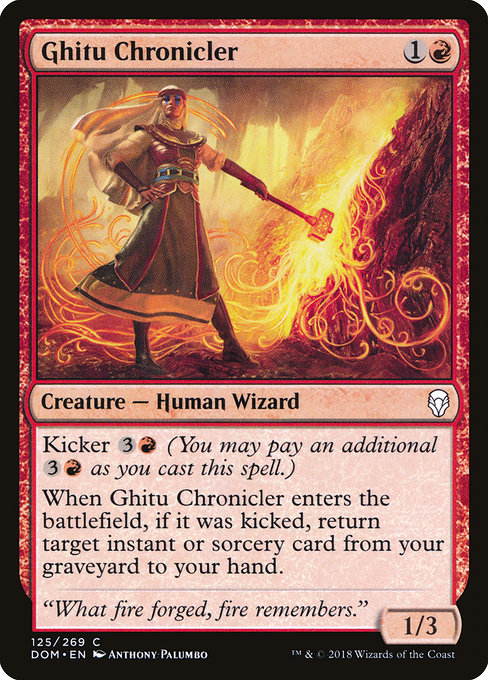 Ghitu Chronicler 1
Creature — Human Wizard
Kicker 3 (You may pay an additional
3 as you cast this spell.)
When Ghitu Chronicler enters the
battlefield, if it was kicked, return
target instant or sorcery card from your
graveyard to your hand.
“What fire forged, fire remembers.”
1/3
125/269 C
DOM • EN Anthony Palumbo
™ & © 2018 Wizards of the Coast